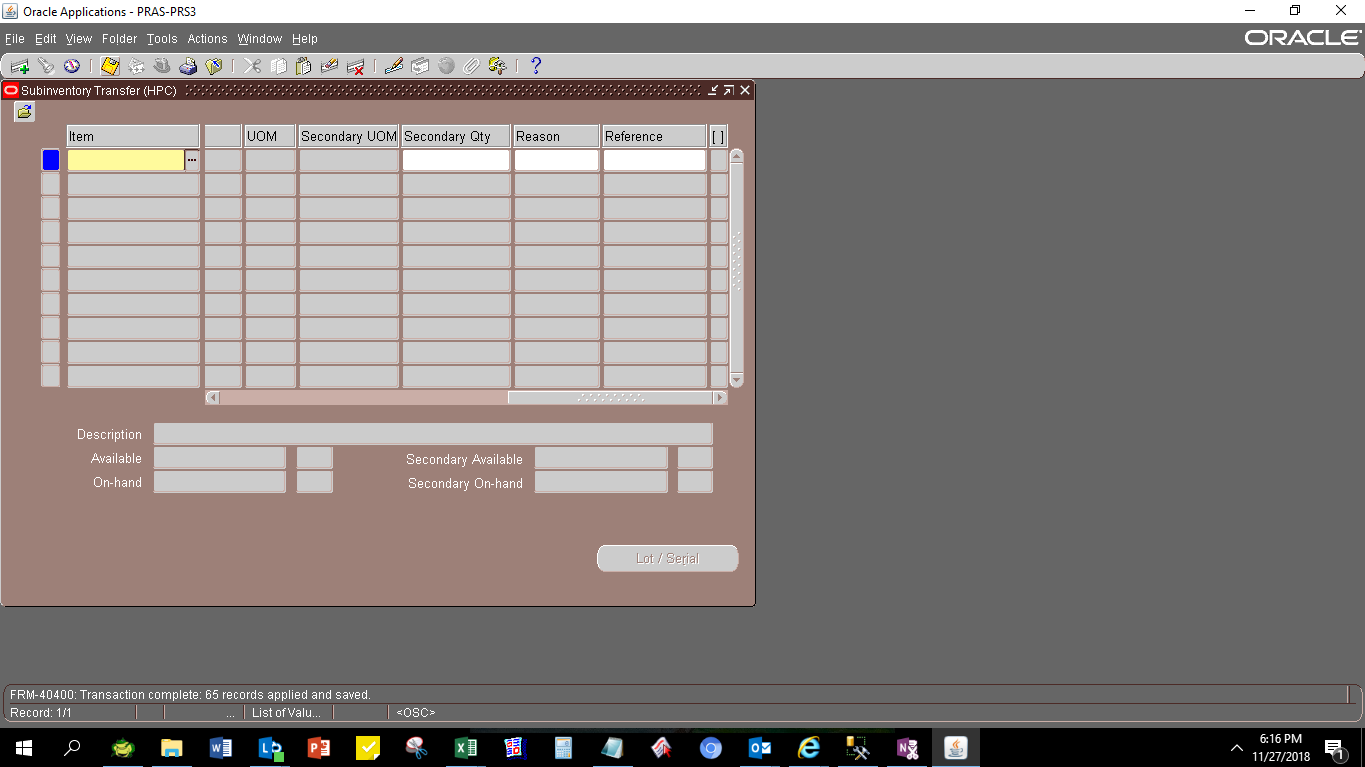 Oracle Applications - PRAS-PRS3
File Edit View Folder Tools Actions Window Help
ORACLE
Subinventory Transfer (HPC)
Item UOM Secondary UOM Secondary Qty Reason Reference [ ]
...
Description
Available Secondary Available
On-hand Secondary On-hand
Lot / Serial
FRM-40400: Transaction complete: 65 records applied and saved.
Record: 1/1 ... List of Valu... <OSC>
6:16 PM
11/27/2018
1